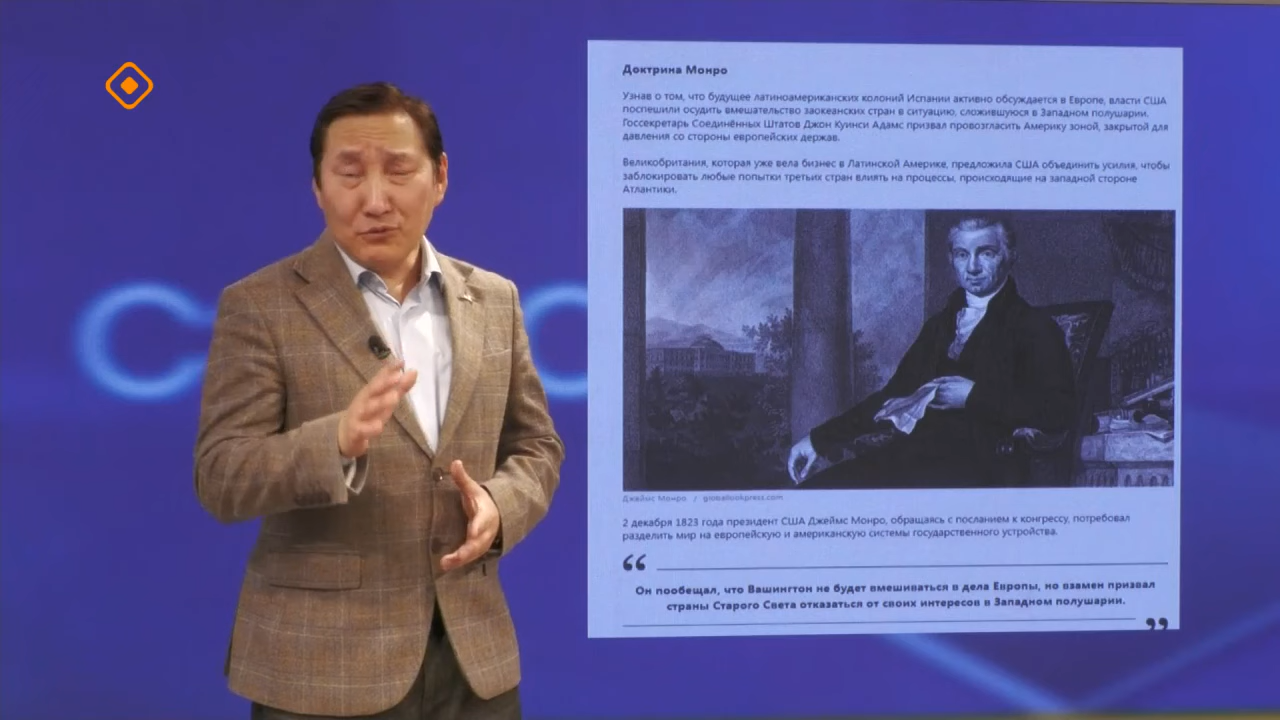 Доктрина Монро
Узнав о том, что будущее латиноамериканских колоний Испании активно обсуждается в Европе, власти США
поспешили осудить вмешательство заокеанских стран в ситуацию, сложившуюся в Западном полушарии.
Госсекретарь Соединённых Штатов Джон Куинси Адамс призвал провозгласить Америку зоной, закрытой для
давления со стороны европейских держав.
Великобритания, которая уже вела бизнес в Латинской Америке, предложила США объединить усилия, чтобы
заблокировать любые попытки третьих стран влиять на процессы, происходящие на западной стороне
Атлантики.
Джеймс Монро / globallookpress.com
2 декабря 1823 года президент США Джеймс Монро, обращаясь с посланием к конгрессу, потребовал
разделить мир на европейскую и американскую системы государственного устройства.
“
Он пообещал, что Вашингтон не будет вмешиваться в дела Европы, но взамен призвал
страны Старого Света отказаться от своих интересов в Западном полушарии.
”